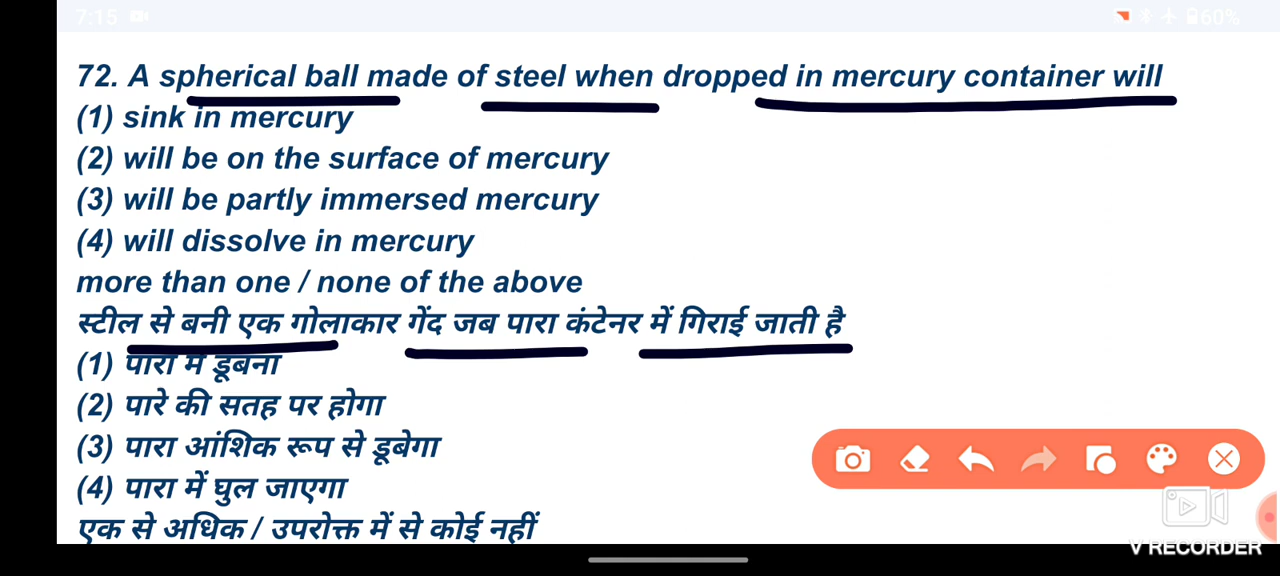 7:15
60%
72. A spherical ball made of steel when dropped in mercury container will
(1) sink in mercury
(2) will be on the surface of mercury
(3) will be partly immersed mercury
(4) will dissolve in mercury
more than one / none of the above
स्टील से बनी एक गोलाकार गेंद जब पारा कंटेनर में गिराई जाती है
(1) पारा में डूबना
(2) पारे की सतह पर होगा
(3) पारा आंशिक रूप से डूबेगा
(4) पारा में घुल जाएगा
एक से अधिक / उपरोक्त में से कोई नहीं
V RECORDER